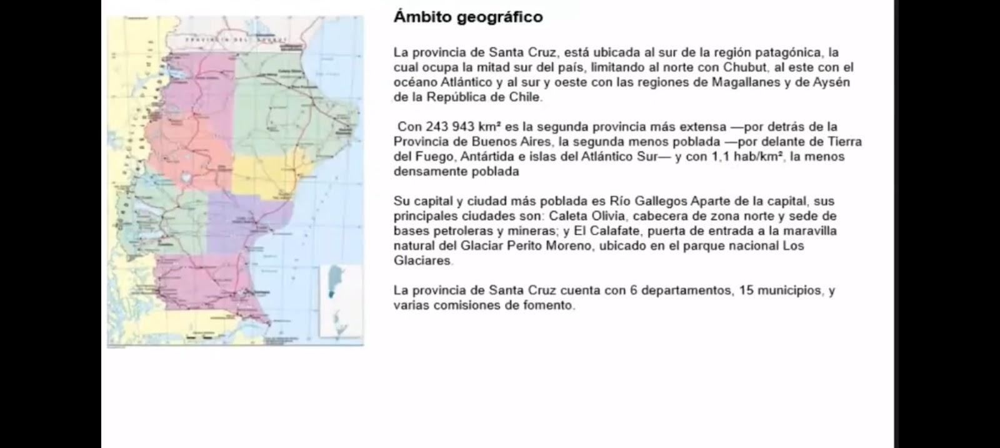 Ámbito geográfico
PROVINCIA DEL CHUBUT
La provincia de Santa Cruz, está ubicada al sur de la región patagónica, la
cual ocupa la mitad sur del país, limitando al norte con Chubut, al este con el
océano Atlántico y al sur y oeste con las regiones de Magallanes y de Aysén
de la República de Chile.
Con 243 943 km² es la segunda provincia más extensa —por detrás de la
Provincia de Buenos Aires, la segunda menos poblada —por delante de Tierra
del Fuego, Antártida e islas del Atlántico Sur— y con 1,1 hab/km², la menos
densamente poblada
Su capital y ciudad más poblada es Río Gallegos Aparte de la capital, sus
principales ciudades son: Caleta Olivia, cabecera de zona norte y sede de
bases petroleras y mineras; y El Calafate, puerta de entrada a la maravilla
natural del Glaciar Perito Moreno, ubicado en el parque nacional Los
Glaciares.
La provincia de Santa Cruz cuenta con 6 departamentos, 15 municipios, y
varias comisiones de fomento.